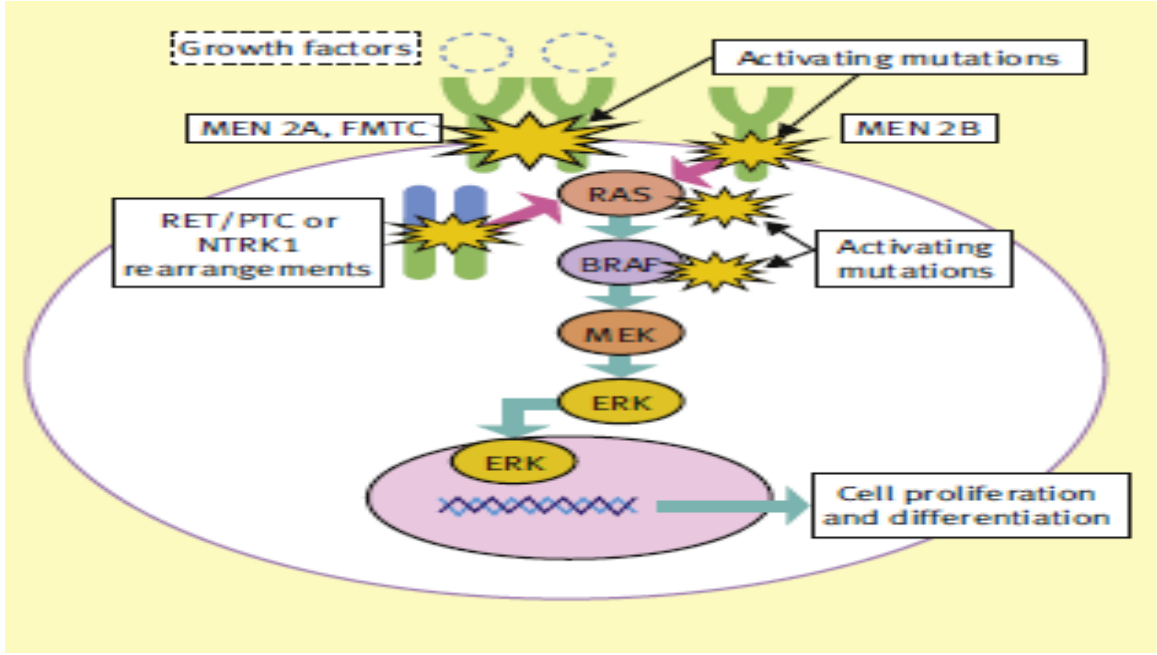 Growth factors
Activating mutations
MEN 2A, FMTC
MEN 2B
RAS
RET/PTC or
NTRK1
rearrangements
BRAF
Activating
mutations
MEK
ERK
ERK
Cell proliferation
and differentiation